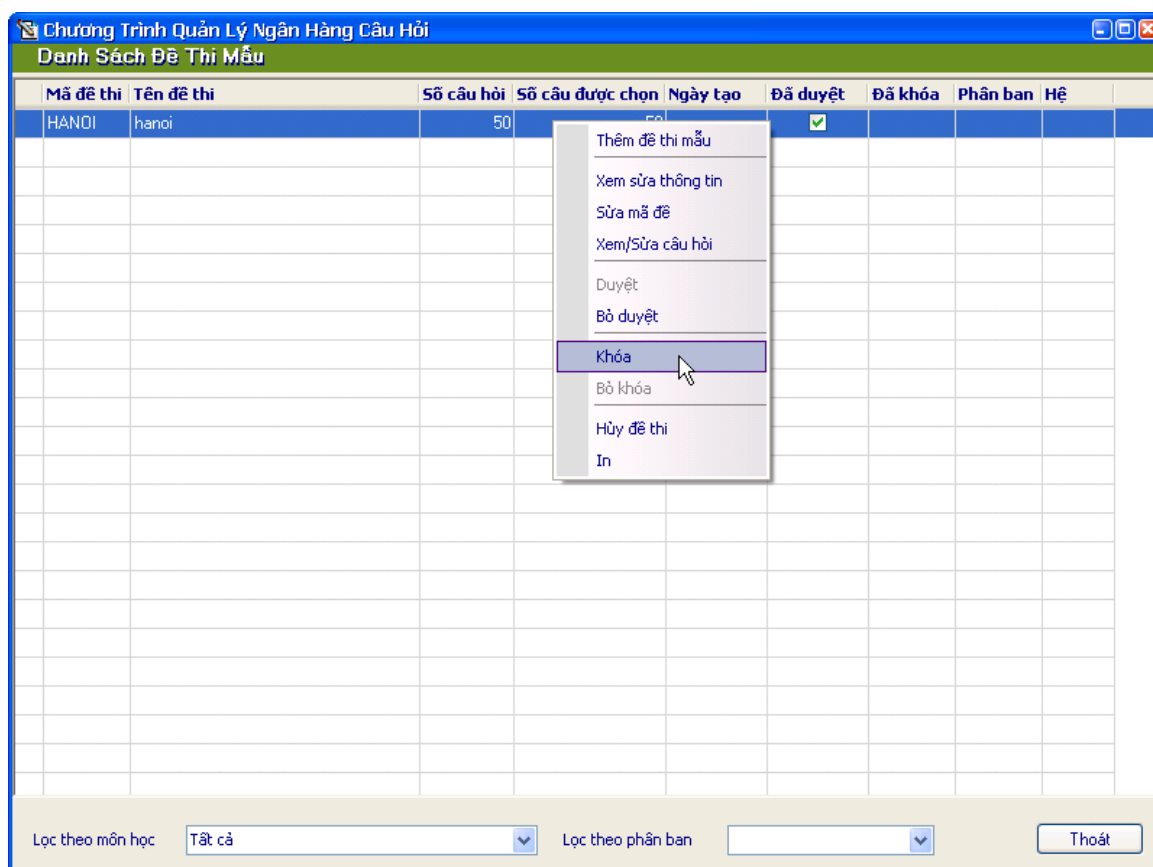 Chương Trình Quản Lý Ngân Hàng Câu Hỏi
Danh Sách Đề Thi Mẫu
Mã đề thi Tên đề thi Số câu hỏi Số câu được chọn Ngày tạo Đã duyệt Đã khóa Phân ban Hệ
HANOI hanoi 50
Thêm đề thi mẫu
Xem sửa thông tin
Sửa mã đề
Xem/Sửa câu hỏi
Duyệt
Bỏ duyệt
Khóa
Bỏ khóa
Hủy đề thi
In
Lọc theo môn học Tất cả Lọc theo phân ban Thoát